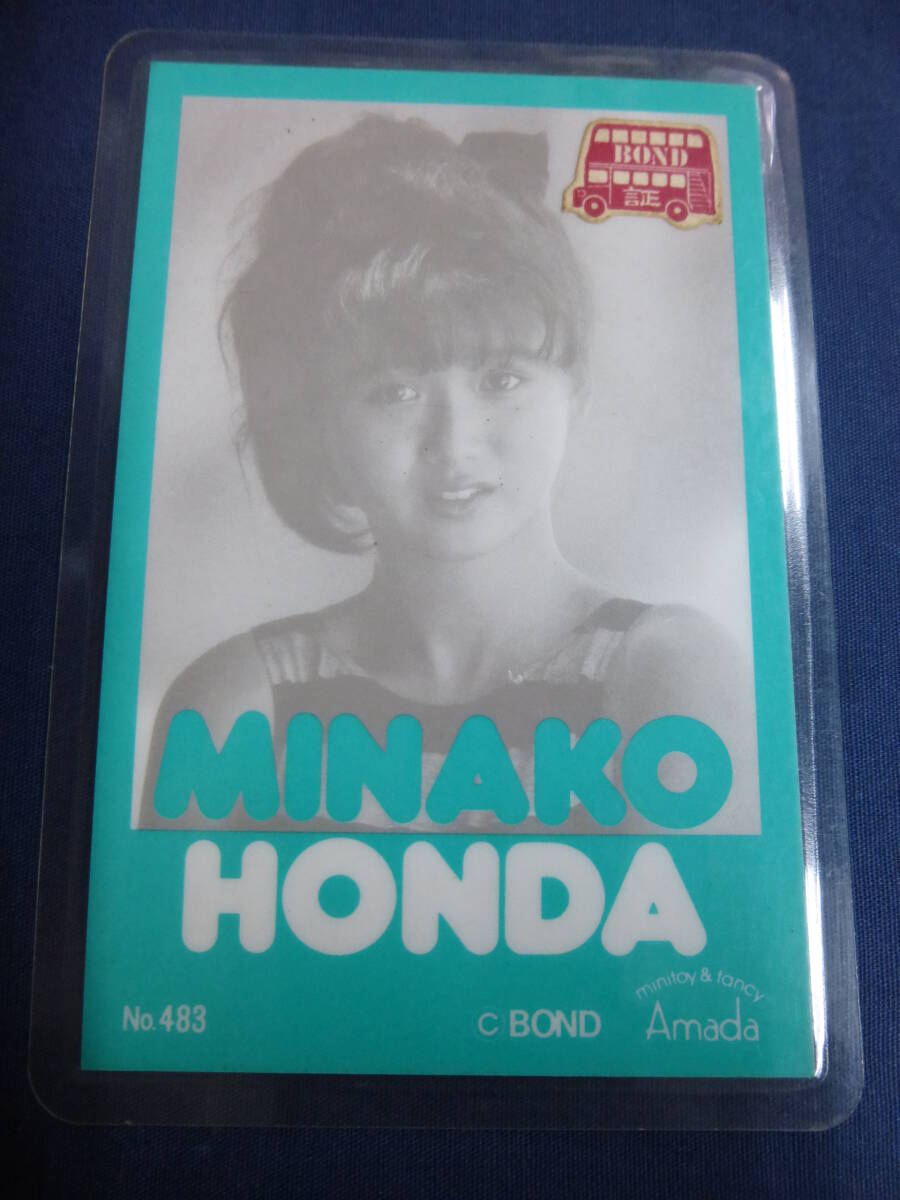 BOND
証
MINAKO
HONDA
No.483
C BOND
minitoy & fancy
Amada